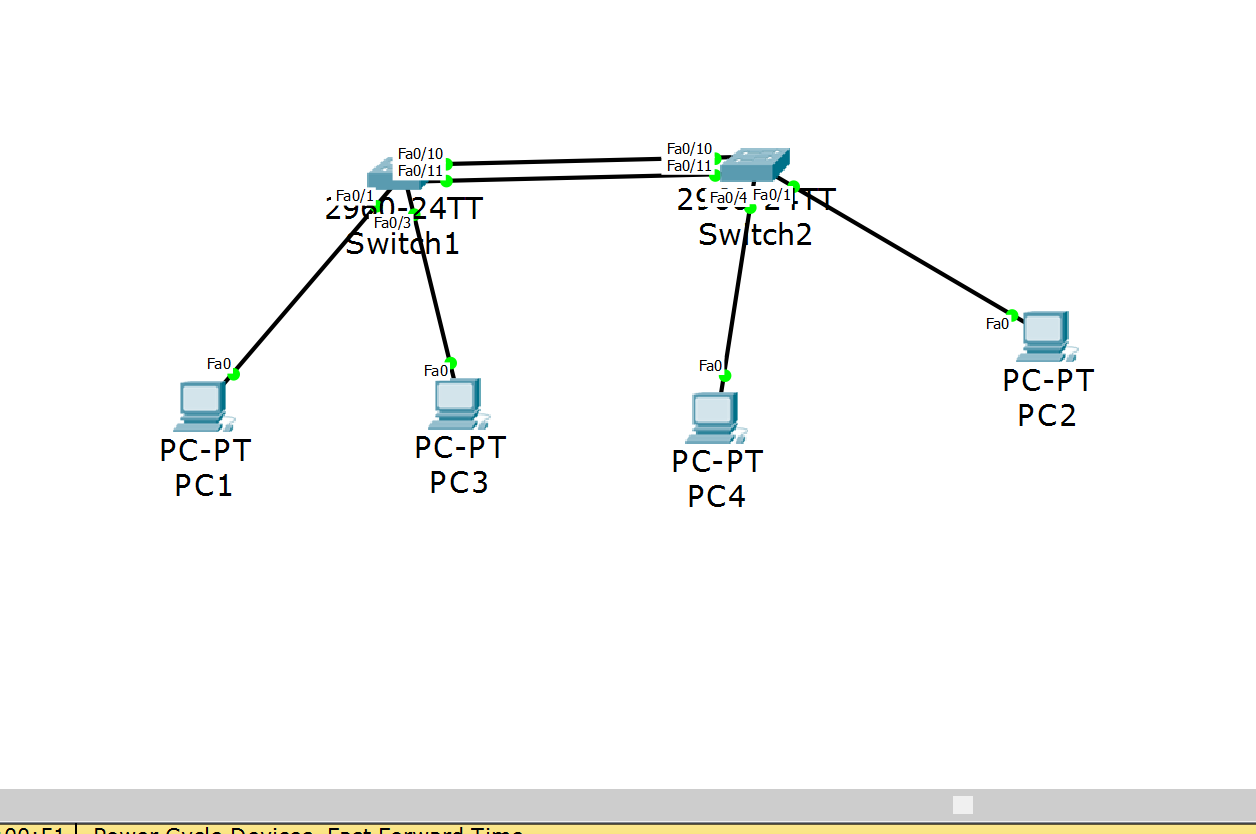 Fa0/10
Fa0/11
Fa0/10
Fa0/11
Fa0/1
Fa0/3
2960-24TT
Switch1
Fa0/4
Fa0/1
Switch2
Fa0
PC-PT
PC1
Fa0
PC-PT
PC3
Fa0
PC-PT
PC4
Fa0
PC-PT
PC2
Power Cycle Devices Fast Forward Time